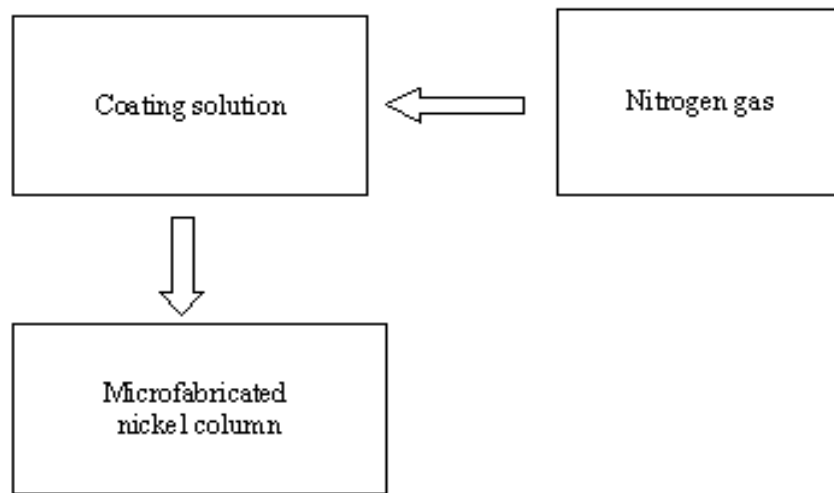 Coating solution
Nitrogen gas
Microfabricated
nickel column